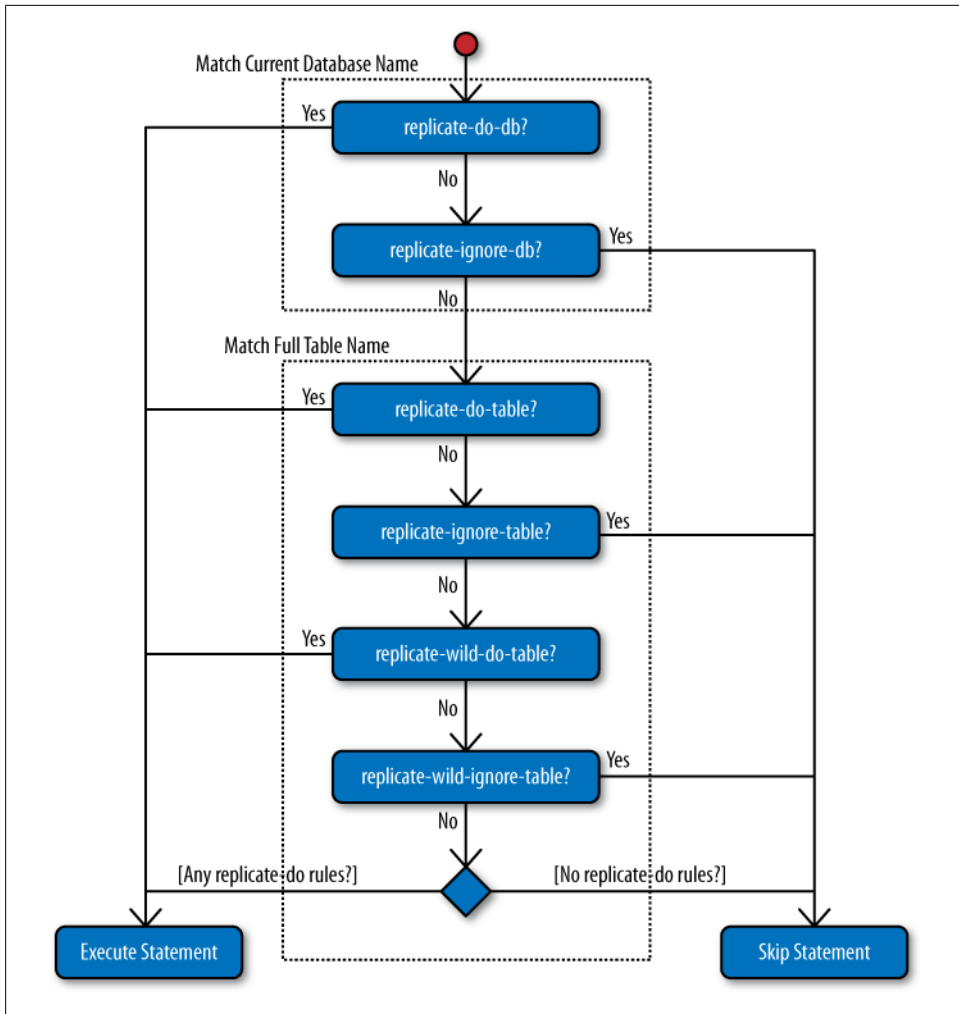 Match Current Database Name
Yes
replicate-do-db?
No
replicate-ignore-db?
Yes
No
Match Full Table Name
Yes
replicate-do-table?
No
replicate-ignore-table?
Yes
No
Yes
replicate-wild-do-table?
No
replicate-wild-ignore-table?
Yes
No
[Any replicate-do rules?]
[No replicate-do rules?]
Execute Statement
Skip Statement